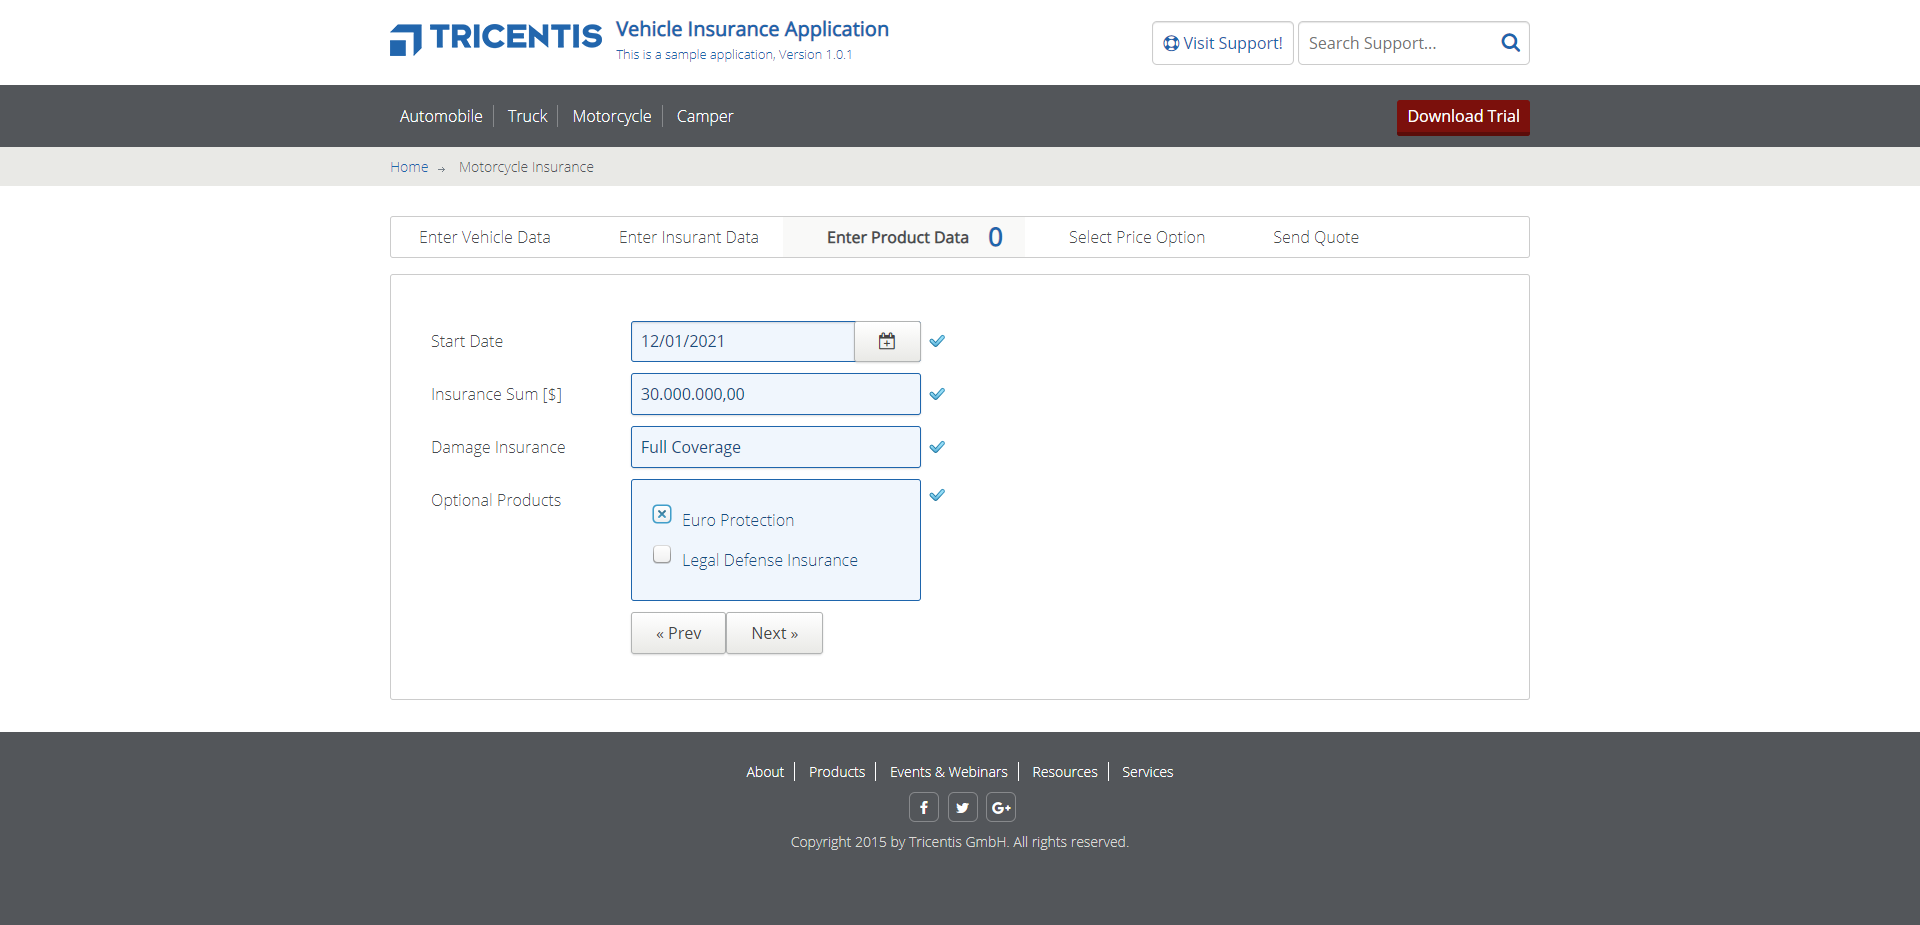 TRICENTIS
Vehicle Insurance Application
This is a sample application, Version 1.0.1
Visit Support!
Search Support...
Automobile
Truck
Motorcycle
Camper
Download Trial
Home → Motorcycle Insurance
Enter Vehicle Data
Enter Insurant Data
Enter Product Data 0
Select Price Option
Send Quote
Start Date
12/01/2021
Insurance Sum [$]
30.000.000,00
Damage Insurance
Full Coverage
Optional Products
Euro Protection
Legal Defense Insurance
« Prev
Next »
About
Products
Events & Webinars
Resources
Services
f
G+
Copyright 2015 by Tricentis GmbH. All rights reserved.